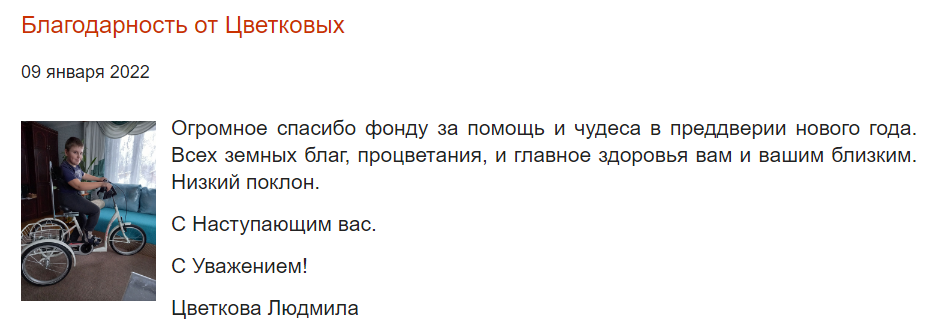 Благодарность от Цветковых
09 января 2022
Огромное спасибо фонду за помощь и чудеса в преддверии нового года.
Всех земных благ, процветания, и главное здоровья вам и вашим близким.
Низкий поклон.
С Наступающим вас.
С Уважением!
Цветкова Людмила